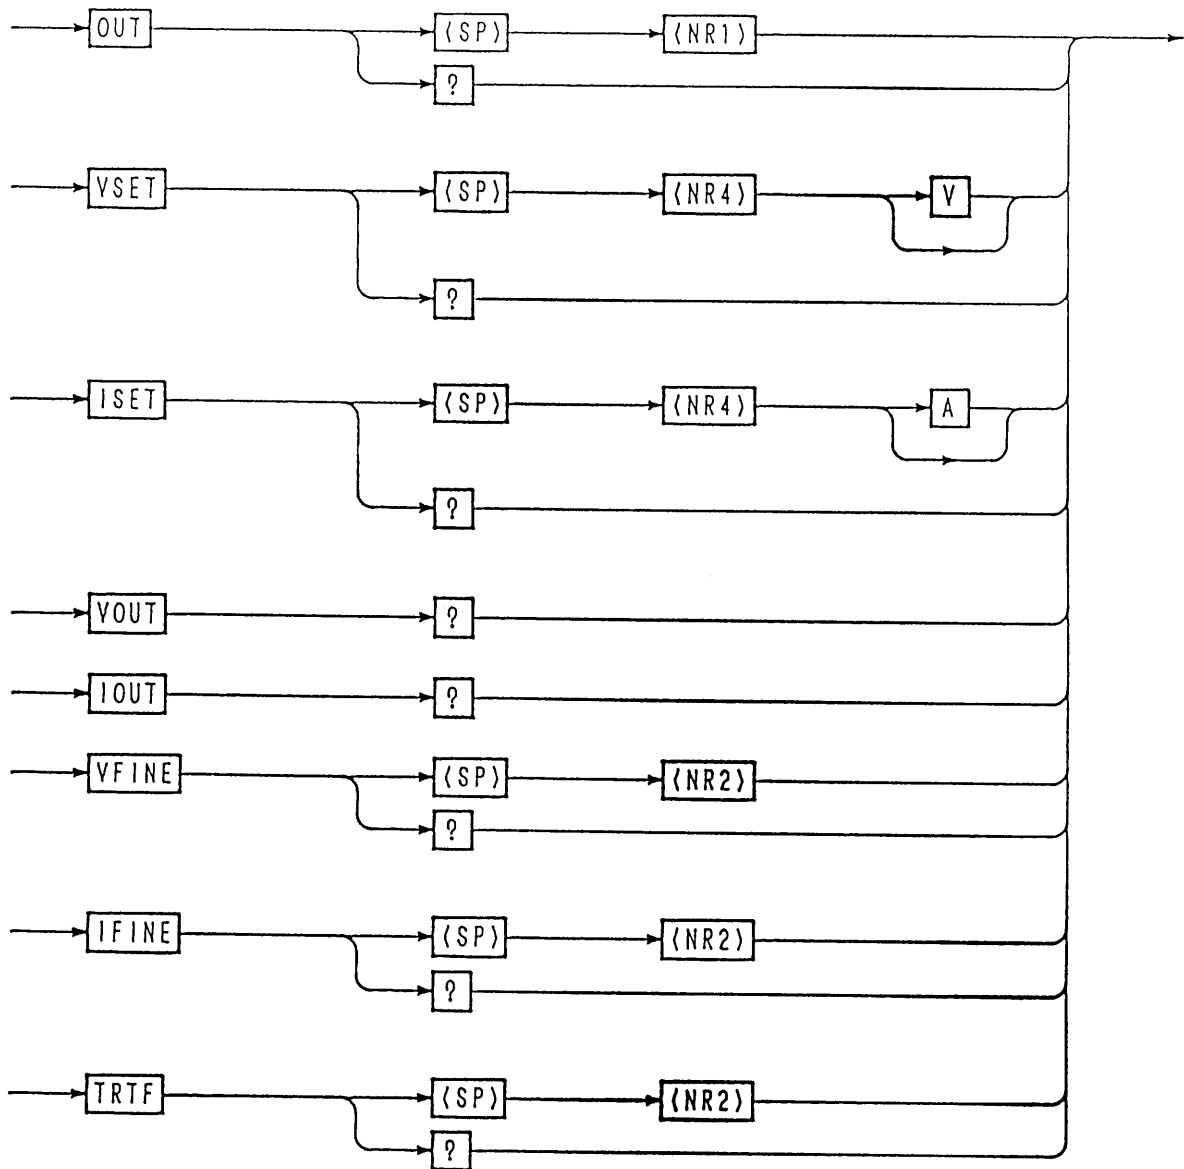 OUT ⟨SP⟩ ⟨NR1⟩
?
VSET ⟨SP⟩ ⟨NR4⟩ V
?
ISET ⟨SP⟩ ⟨NR4⟩ A
?
VOUT ?
IOUT ?
VFINE ⟨SP⟩ ⟨NR2⟩
?
IFINE ⟨SP⟩ ⟨NR2⟩
?
TRTF ⟨SP⟩ ⟨NR2⟩
?